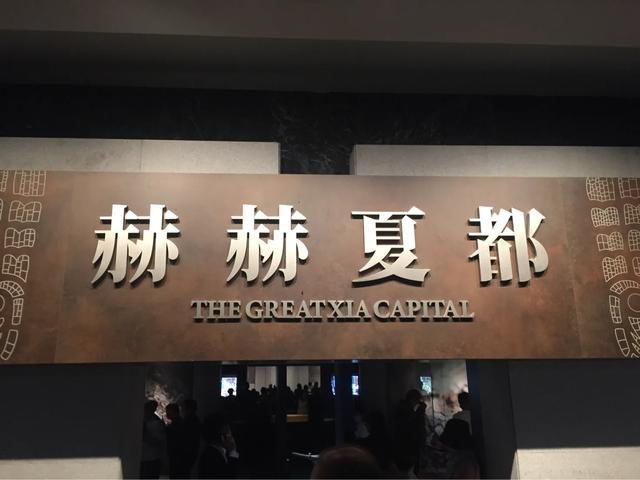 赫赫夏都
THE GREAT XIA CAPITAL